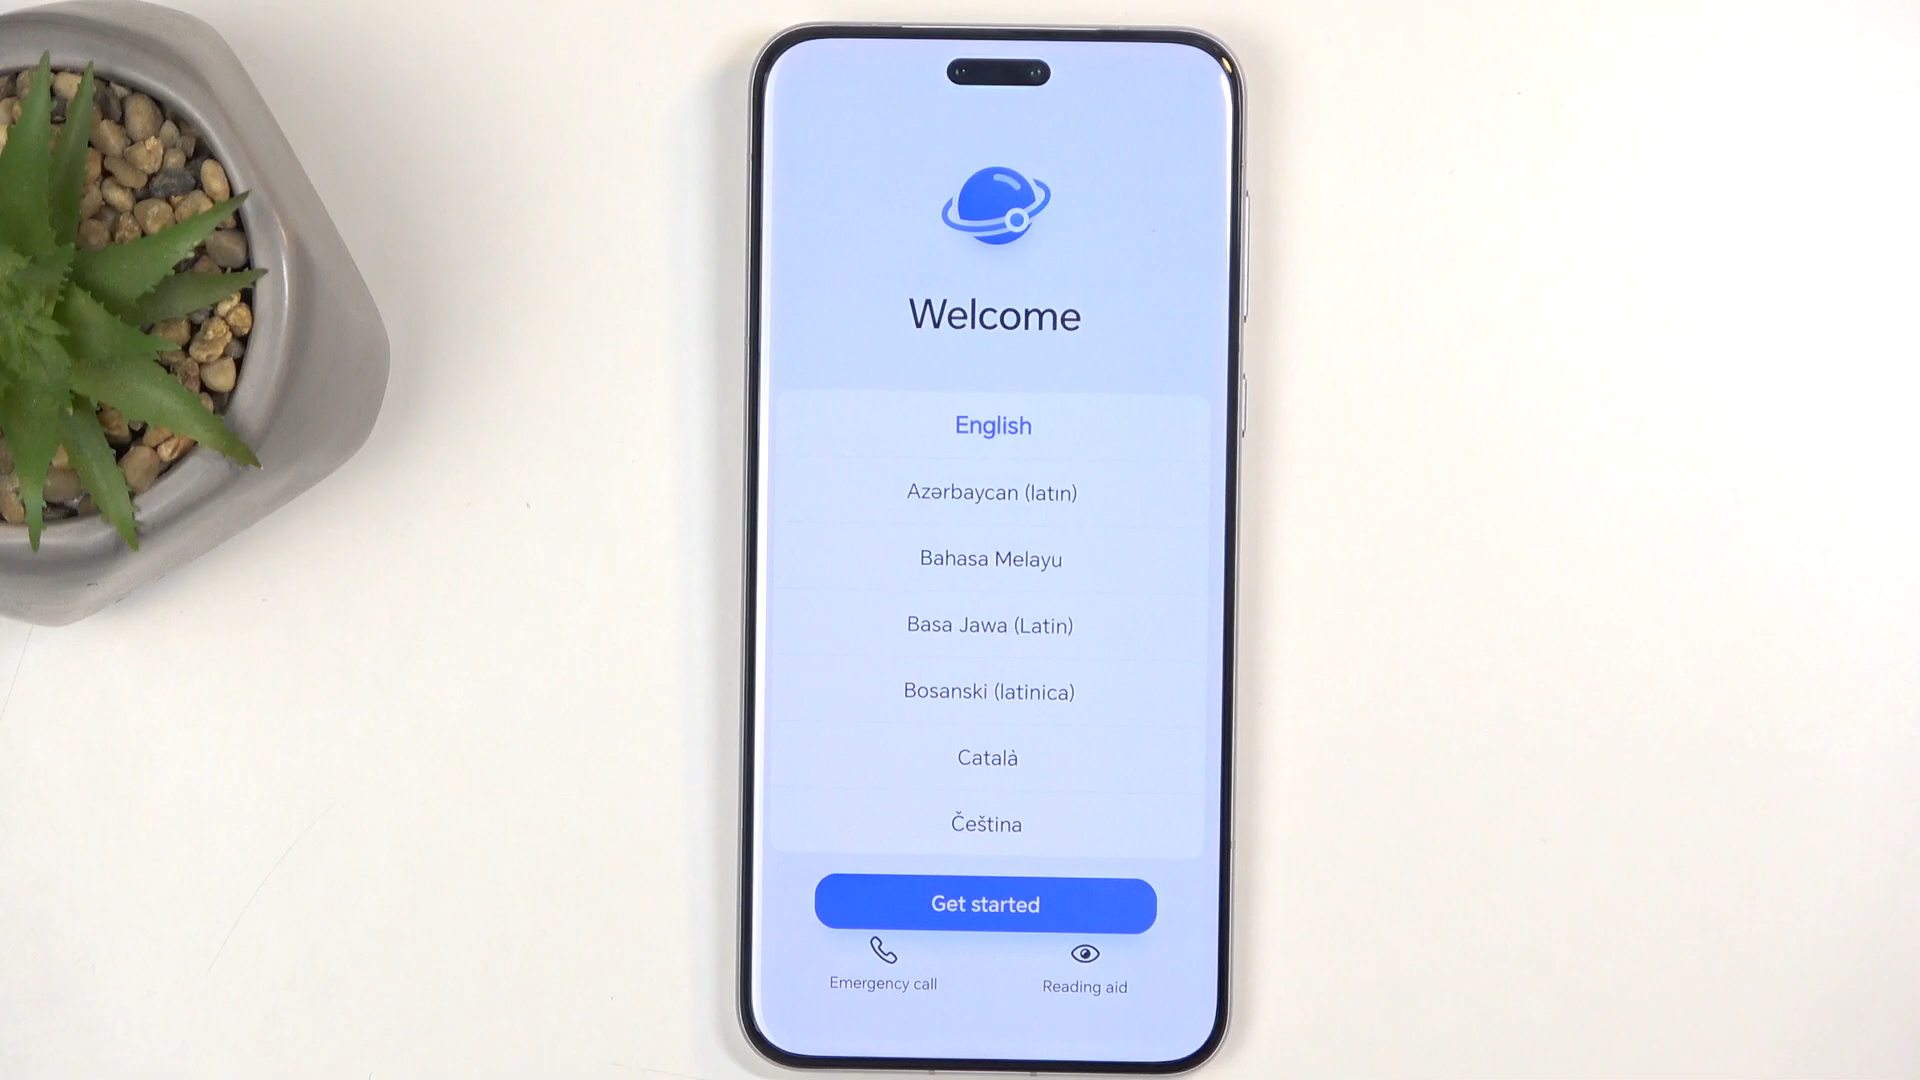 Welcome
English
Azərbaycan (latın)
Bahasa Melayu
Basa Jawa (Latin)
Bosanski (latinica)
Català
Čeština
Get started
Emergency call
Reading aid